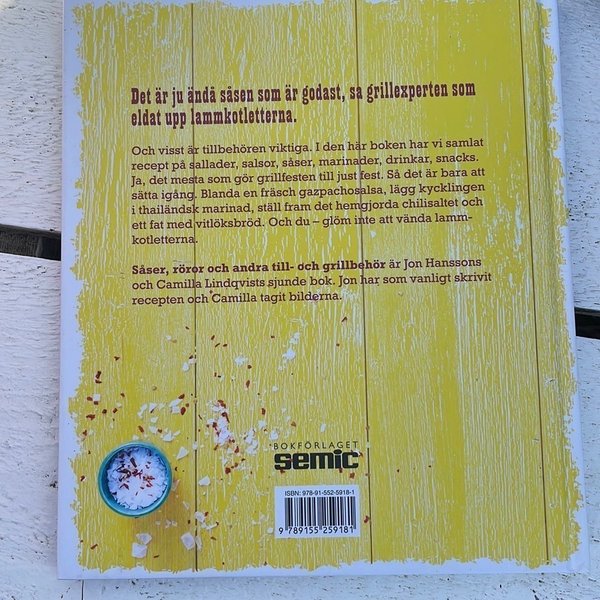 Det är ju ändå såsen som är godast, sa grillexperten som
eldat upp lammkotletterna.
Och visst är tillbehören viktiga. I den här boken har vi samlat
recept på sallader, salsor, såser, marinader, drinkar, snacks.
Ja, det mesta som gör grillfesten till just fest. Så det är bara att
sätta igång. Blanda en fräsch gazpachosalsa, lägg kycklingen
i thailändsk marinad, ställ fram det hemgjorda chilisaltet och
ett fat med vitlöksbröd. Och du – glöm inte att vända lamm-
kotletterna.
Såser, röror och andra till- och grillbehör är Jon Hanssons
och Camilla Lindqvists sjunde bok. Jon har som vanligt skrivit
recepten och Camilla tagit bilderna.
BOKFÖRLAGET
semic
ISBN: 978-91-552-5918-1
9 789155 259181